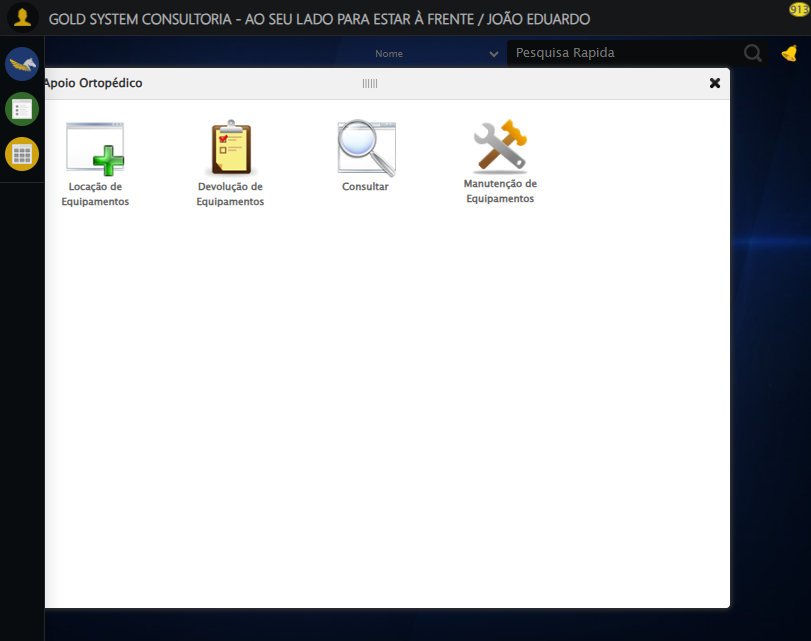 GOLD SYSTEM CONSULTORIA - AO SEU LADO PARA ESTAR À FRENTE / JOÃO EDUARDO
913
Nome
Pesquisa Rapida
Apoio Ortopédico
Locação de
Equipamentos
Devolução de
Equipamentos
Consultar
Manutenção de
Equipamentos